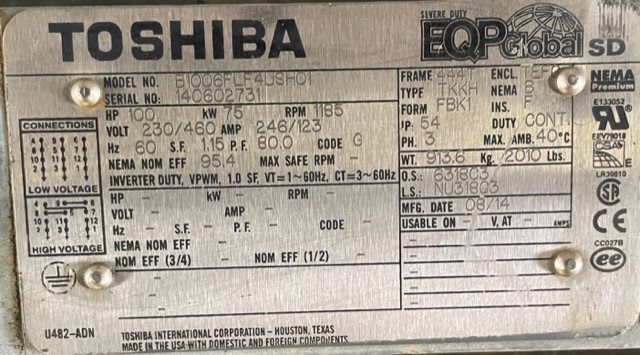 TOSHIBA
SEVERE DUTY
EQP Global SD
MODEL NO. B1006FLF4USH01
SERIAL NO: 140602731
HP 100 KW 75 RPM 1185
VOLT 230/460 AMP 246/123
Hz 60 S.F. 1.15 P.F. 80.0 CODE G
NEMA NOM EFF 95.4 MAX SAFE RPM -
INVERTER DUTY, VPWM, 1.0 SF, VT=1~60Hz, CT=3~60Hz
HP - KW - RPM -
VOLT - AMP -
Hz - S.F. - P.F. - CODE -
NEMA NOM EFF -
NOM EFF (3/4) - NOM EFF (1/2) -
FRAME 444T ENCL. TEFC
TYPE TKKH NEMA B
FORM FBK1 INS. F
IP: 54 DUTY CONT.
PH. 3 MAX. AMB. 40°C
WT. 913.6 Kg./2010 Lbs.
O.S.: 6318C3
L.S.: NU318C3
MFG. DATE 08/14
USABLE ON - V, AT - AMPS
CONNECTIONS
LOW VOLTAGE
HIGH VOLTAGE
NEMA
Premium
E133052
EEV79018
CSA
E
LR39810
CE
CC027B
ee
U482-ADN
TOSHIBA INTERNATIONAL CORPORATION - HOUSTON, TEXAS
MADE IN THE USA WITH DOMESTIC AND FOREIGN COMPONENTS